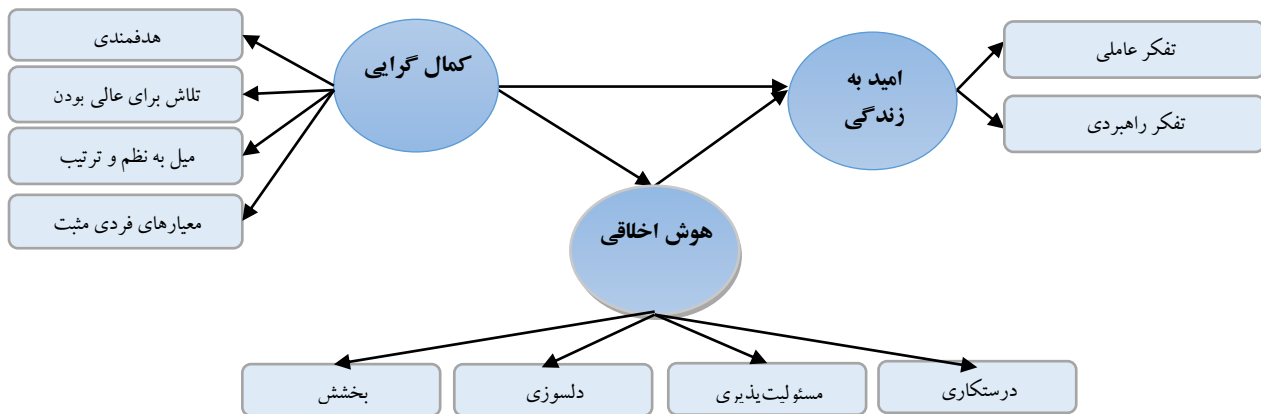 هدفمندی
تلاش برای عالی بودن
میل به نظم و ترتیب
معیارهای فردی مثبت
کمال گرایی
امید به
زندگی
تفکر عاملی
تفکر راهبردی
هوش اخلاقی
درستکاری
مسئولیت‌پذیری
دلسوزی
بخشش